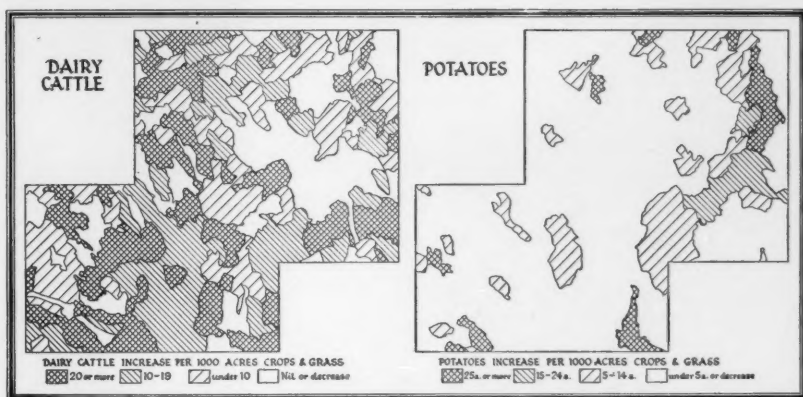 DAIRY
CATTLE
POTATOES
DAIRY CATTLE INCREASE PER 1000 ACRES CROPS & GRASS
20 or more 10-19 under 10 Nil or decrease
POTATOES INCREASE PER 1000 ACRES CROPS & GRASS
25a. or more 15-24a. 5-14a. under 5a. or decrease